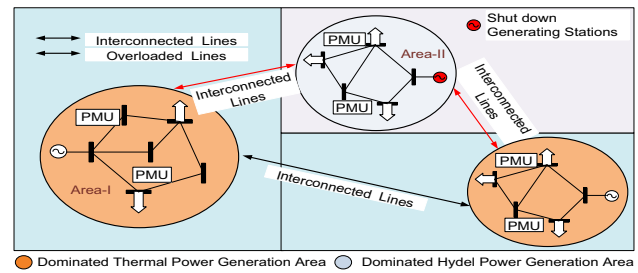 Interconnected Lines
Overloaded Lines
Shut down
Generating Stations
PMU
Area-II
PMU
Interconnected
Lines
Interconnected
Lines
PMU
PMU
Area-I
Interconnected Lines
PMU
PMU
Dominated Thermal Power Generation Area
Dominated Hydel Power Generation Area